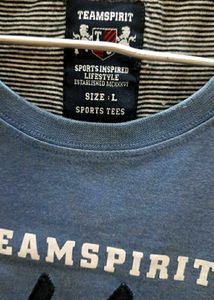 TEAMSPIRIT
SPORTS INSPIRED
LIFESTYLE
SIZE : L
SPORTS TEES
TEAMSPIRIT